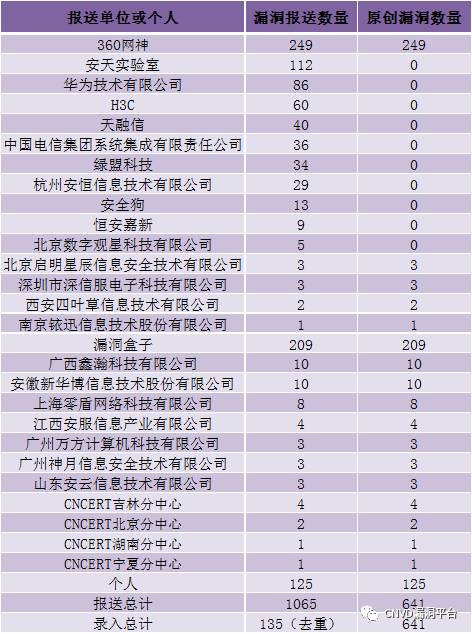 报送单位或个人 漏洞报送数量 原创漏洞数量
360网神 249 249
安天实验室 112 0
华为技术有限公司 86 0
H3C 60 0
天融信 40 0
中国电信集团系统集成有限责任公司 36 0
绿盟科技 34 0
杭州安恒信息技术有限公司 29 0
安全狗 13 0
恒安嘉新 9 0
北京数字观星科技有限公司 5 0
北京启明星辰信息安全技术有限公司 3 3
深圳市深信服电子科技有限公司 3 3
西安四叶草信息技术有限公司 2 2
南京铱迅信息技术股份有限公司 1 1
漏洞盒子 209 209
广西鑫瀚科技有限公司 10 10
安徽新华博信息技术股份有限公司 10 10
上海零盾网络科技有限公司 8 8
江西安服信息产业有限公司 4 4
广州万方计算机科技有限公司 3 3
广州神月信息安全技术有限公司 3 3
山东安云信息技术有限公司 3 3
CNCERT吉林分中心 4 4
CNCERT北京分中心 2 2
CNCERT湖南分中心 1 1
CNCERT宁夏分中心 1 1
个人 125 125
报送总计 1065 641
录入总计 135（去重） 641
CNVD漏洞平台